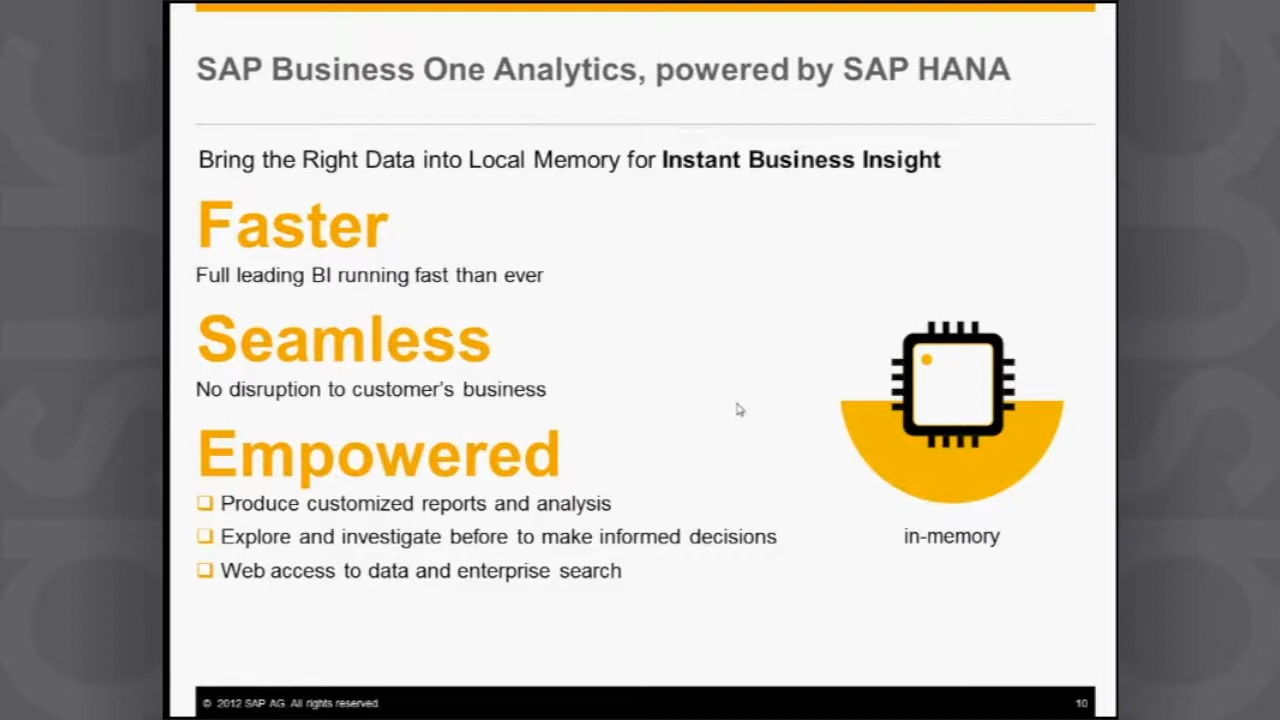 SAP Business One Analytics, powered by SAP HANA
Bring the Right Data into Local Memory for Instant Business Insight
Faster
Full leading BI running fast than ever
Seamless
No disruption to customer's business
Empowered
Produce customized reports and analysis
Explore and investigate before to make informed decisions
Web access to data and enterprise search
in-memory
© 2012 SAP AG. All rights reserved.
10